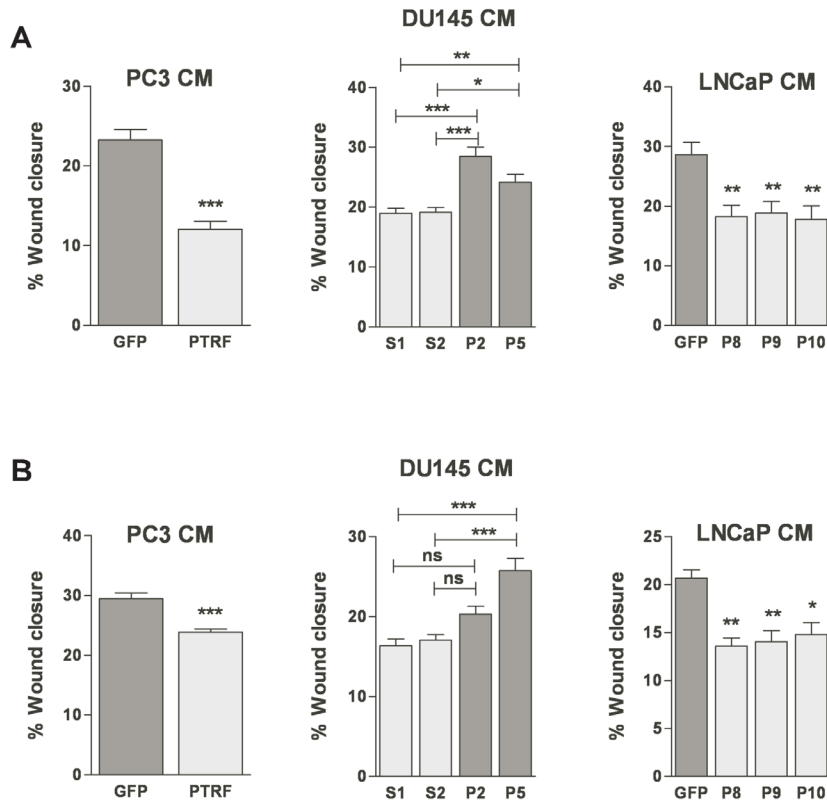 A
PC3 CM
% Wound closure
30
20
10
0
GFP PTRF
***
DU145 CM
% Wound closure
40
30
20
10
0
S1 S2 P2 P5
**
*
***
***
LNCaP CM
% Wound closure
40
30
20
10
0
GFP P8 P9 P10
** ** **
B
PC3 CM
% Wound closure
40
30
20
10
0
GFP PTRF
***
DU145 CM
% Wound closure
30
20
10
0
S1 S2 P2 P5
***
***
ns
ns
LNCaP CM
% Wound closure
25
20
15
10
5
0
GFP P8 P9 P10
** ** *